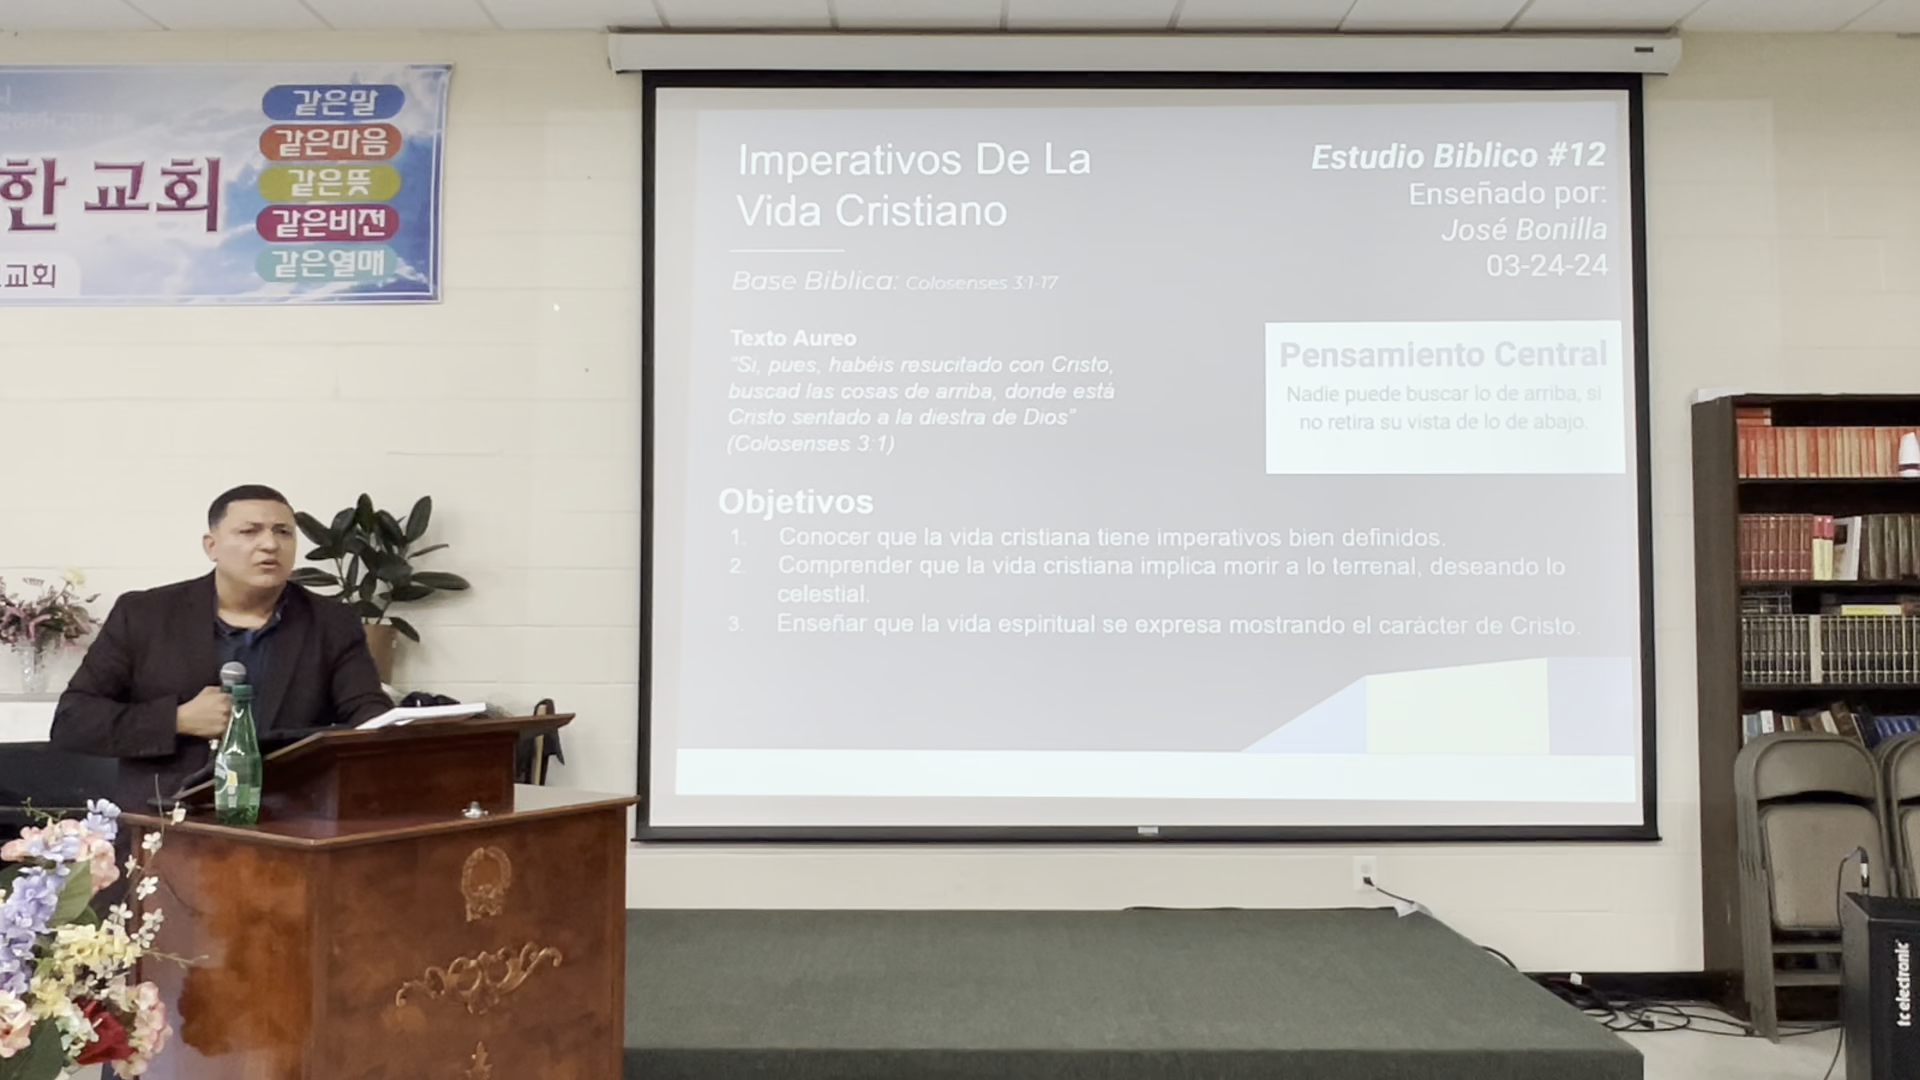 같은말
같은마음
같은뜻
같은비전
같은열매
한 교회
교회
Imperativos De La
Vida Cristiano
Base Biblica: Colosenses 3:1-17
Texto Aureo
"Si, pues, habéis resucitado con Cristo,
buscad las cosas de arriba, donde está
Cristo sentado a la diestra de Dios"
(Colosenses 3:1)
Estudio Biblico #12
Enseñado por:
José Bonilla
03-24-24
Pensamiento Central
Nadie puede buscar lo de arriba, si
no retira su vista de lo de abajo.
Objetivos
1. Conocer que la vida cristiana tiene imperativos bien definidos.
2. Comprender que la vida cristiana implica morir a lo terrenal, deseando lo
celestial.
3. Enseñar que la vida espiritual se expresa mostrando el carácter de Cristo.
tc electronic